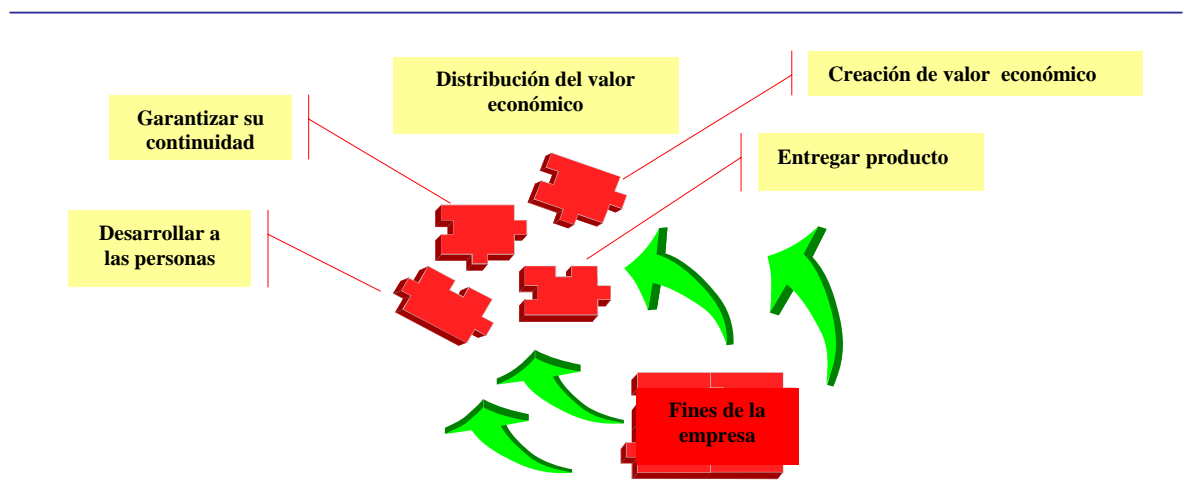 Distribución del valor
económico
Creación de valor económico
Garantizar su
continuidad
Entregar producto
Desarrollar a
las personas
Fines de la
empresa